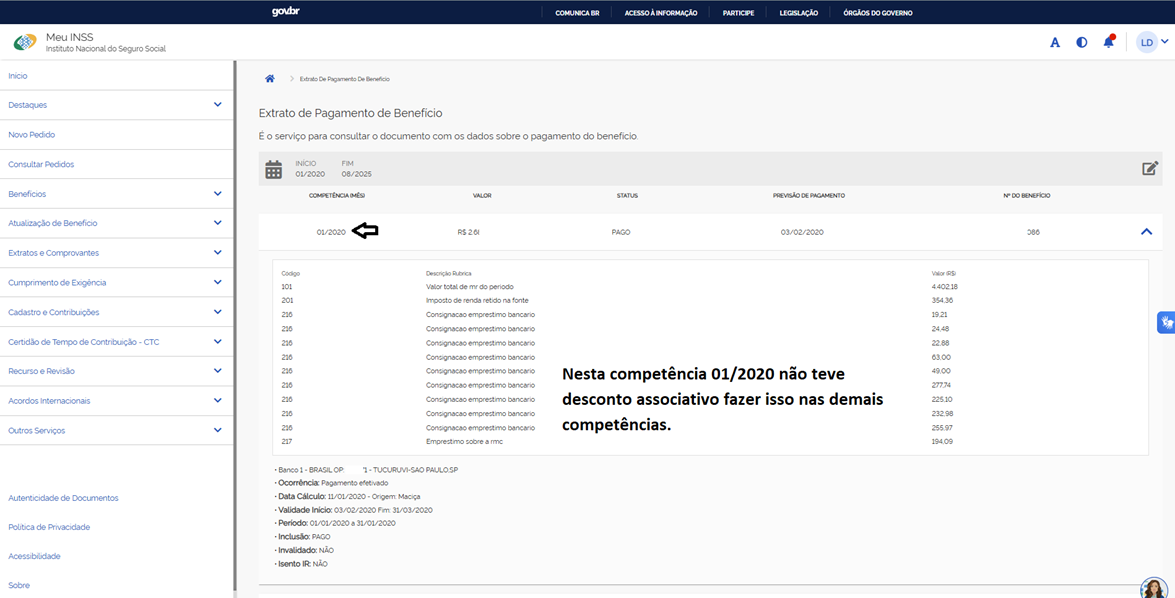 govbr
COMUNICA BR
ACESSO À INFORMAÇÃO
PARTICIPE
LEGISLAÇÃO
ÓRGÃOS DO GOVERNO
Meu INSS
Instituto Nacional do Seguro Social
A
LD
Início
Destaques
Novo Pedido
Consultar Pedidos
Benefícios
Atualização de Benefício
Extratos e Comprovantes
Cumprimento de Exigência
Cadastro e Contribuições
Certidão de Tempo de Contribuição - CTC
Recurso e Revisão
Acordos Internacionais
Outros Serviços
Autenticidade de Documentos
Política de Privacidade
Acessibilidade
Sobre
Extrato De Pagamento De Benefício
Extrato de Pagamento de Benefício
É o serviço para consultar o documento com os dados sobre o pagamento do benefício.
INÍCIO FIM
01/2020 08/2025
COMPETÊNCIA (MÊS) VALOR STATUS PREVISÃO DE PAGAMENTO Nº DO BENEFÍCIO
01/2020 R$ 2.6 PAGO 03/02/2020 086
Código Descrição Rubrica Valor (R$)
101 Valor total de mr do periodo 4.402,18
201 Imposto de renda retido na fonte 354,36
216 Consignacao emprestimo bancario 19,21
216 Consignacao emprestimo bancario 24,48
216 Consignacao emprestimo bancario 22,88
216 Consignacao emprestimo bancario 63,00
216 Consignacao emprestimo bancario 49,00
216 Consignacao emprestimo bancario 277,74
216 Consignacao emprestimo bancario 225,10
216 Consignacao emprestimo bancario 232,98
216 Consignacao emprestimo bancario 255,97
217 Emprestimo sobre a rmc 194,09
Nesta competência 01/2020 não teve
desconto associativo fazer isso nas demais
competências.
• Banco 1 - BRASIL OP: 1 - TUCURUVI-SAO PAULO,SP
• Ocorrência: Pagamento efetivado
• Data Cálculo: 11/01/2020 - Origem: Maciça
• Validade Início: 03/02/2020 Fim: 31/03/2020
• Período: 01/01/2020 a 31/01/2020
• Inclusão: PAGO
• Invalidado: NÃO
• Isento IR: NÃO